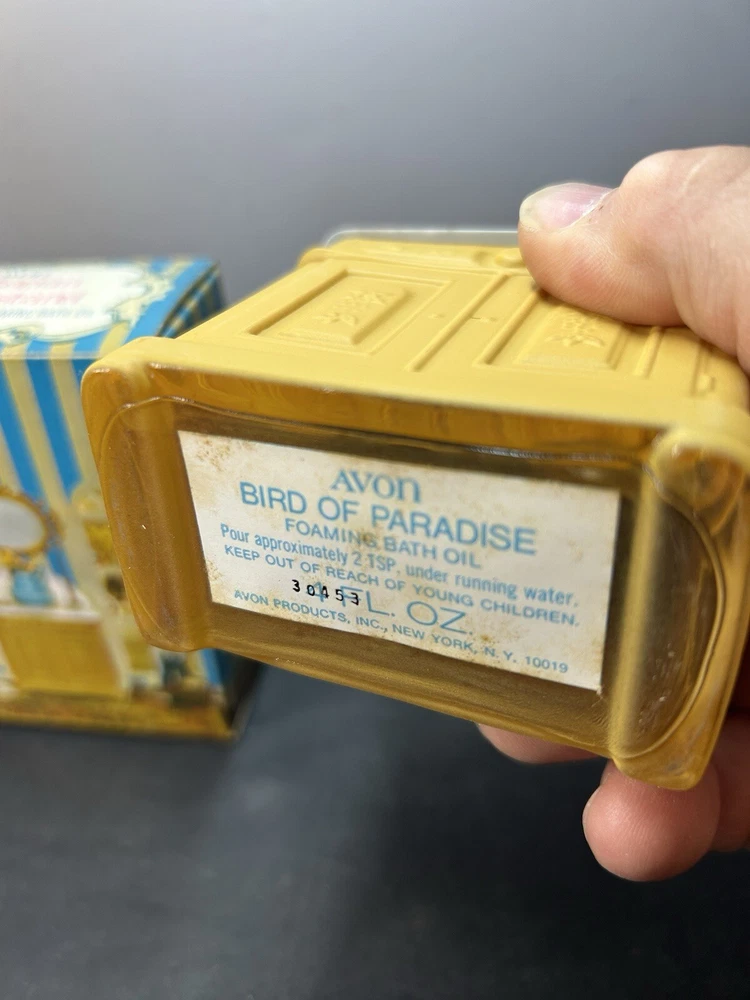 AVON
BIRD OF PARADISE
FOAMING BATH OIL
Pour approximately 2 TSP. under running water.
KEEP OUT OF REACH OF YOUNG CHILDREN.
30453
FL. OZ.
AVON PRODUCTS, INC., NEW YORK, N.Y. 10019